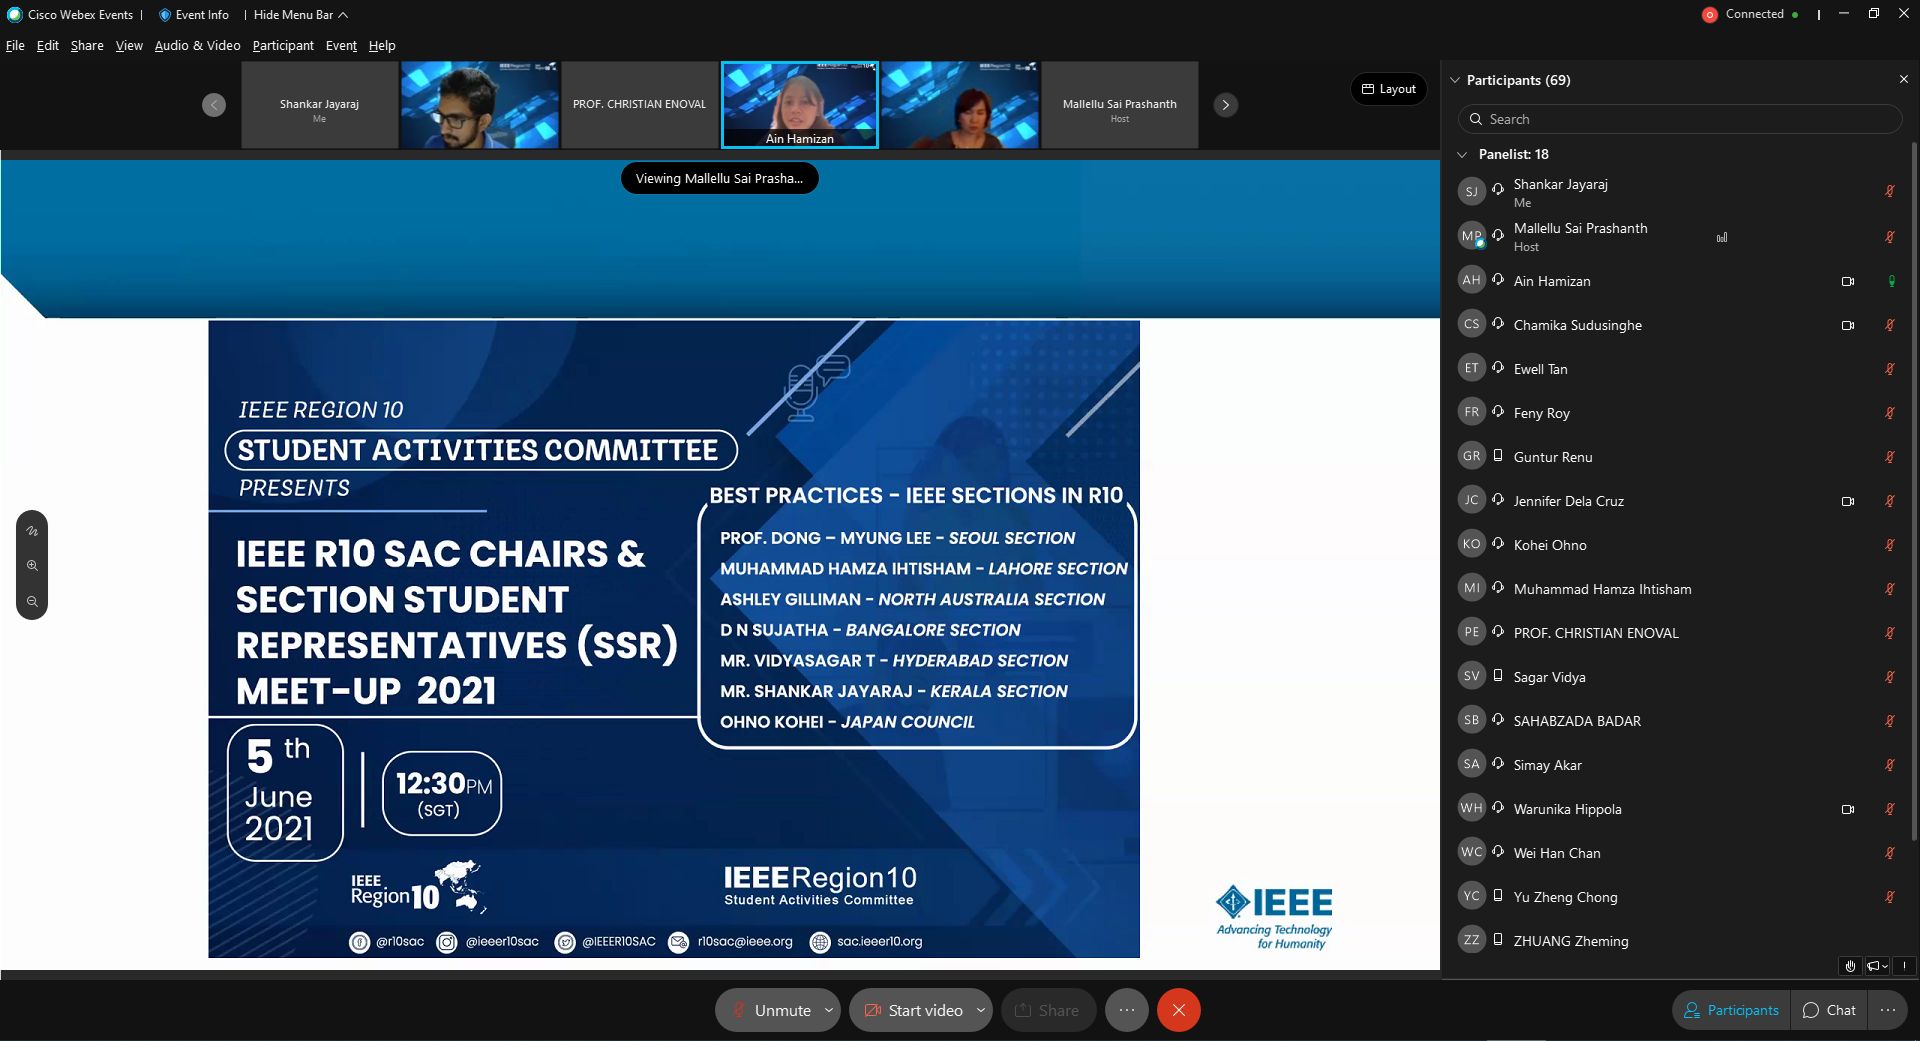 Cisco Webex Events
Event Info
Hide Menu Bar
Connected
File Edit Share View Audio & Video Participant Event Help
Shankar Jayaraj
Me
PROF. CHRISTIAN ENOVAL
Ain Hamizan
Mallellu Sai Prashanth
Host
Layout
Viewing Mallellu Sai Prasha...
IEEE REGION 10
STUDENT ACTIVITIES COMMITTEE
PRESENTS
IEEE R10 SAC CHAIRS &
SECTION STUDENT
REPRESENTATIVES (SSR)
MEET-UP 2021
BEST PRACTICES - IEEE SECTIONS IN R10
PROF. DONG – MYUNG LEE - SEOUL SECTION
MUHAMMAD HAMZA IHTISHAM - LAHORE SECTION
ASHLEY GILLIMAN - NORTH AUSTRALIA SECTION
D N SUJATHA - BANGALORE SECTION
MR. VIDYASAGAR T - HYDERABAD SECTION
MR. SHANKAR JAYARAJ - KERALA SECTION
OHNO KOHEI - JAPAN COUNCIL
5 th
June
2021
12:30PM
(SGT)
IEEE
Region 10
IEEE Region 10
Student Activities Committee
@r10sac
@ieeer10sac
@IEEER10SAC
r10sac@ieee.org
sac.ieeer10.org
IEEE
Advancing Technology
for Humanity
Participants (69)
Search
Panelist: 18
SJ Shankar Jayaraj
Me
MP Mallellu Sai Prashanth
Host
AH Ain Hamizan
CS Chamika Sudusinghe
ET Ewell Tan
FR Feny Roy
GR Guntur Renu
JC Jennifer Dela Cruz
KO Kohei Ohno
MI Muhammad Hamza Ihtisham
PE PROF. CHRISTIAN ENOVAL
SV Sagar Vidya
SB SAHABZADA BADAR
SA Simay Akar
WH Warunika Hippola
WC Wei Han Chan
YC Yu Zheng Chong
ZZ ZHUANG Zheming
Unmute
Start video
Share
Participants
Chat